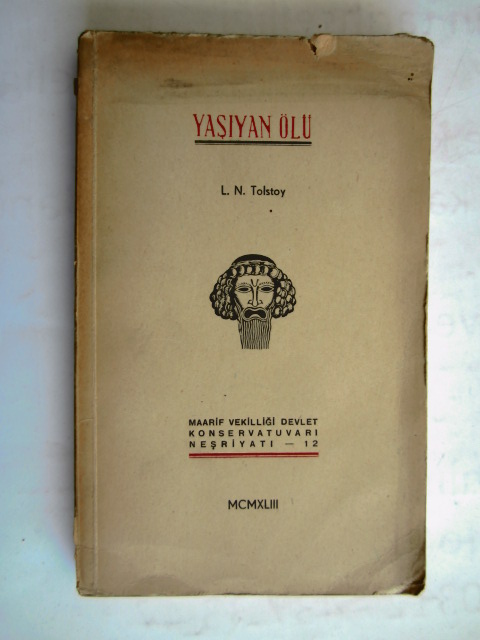 YAŞIYAN ÖLÜ
L. N. Tolstoy
MAARİF VEKİLLİĞİ DEVLET
KONSERVATUVARI
NEŞRİYATI — 12
MCMXLIII